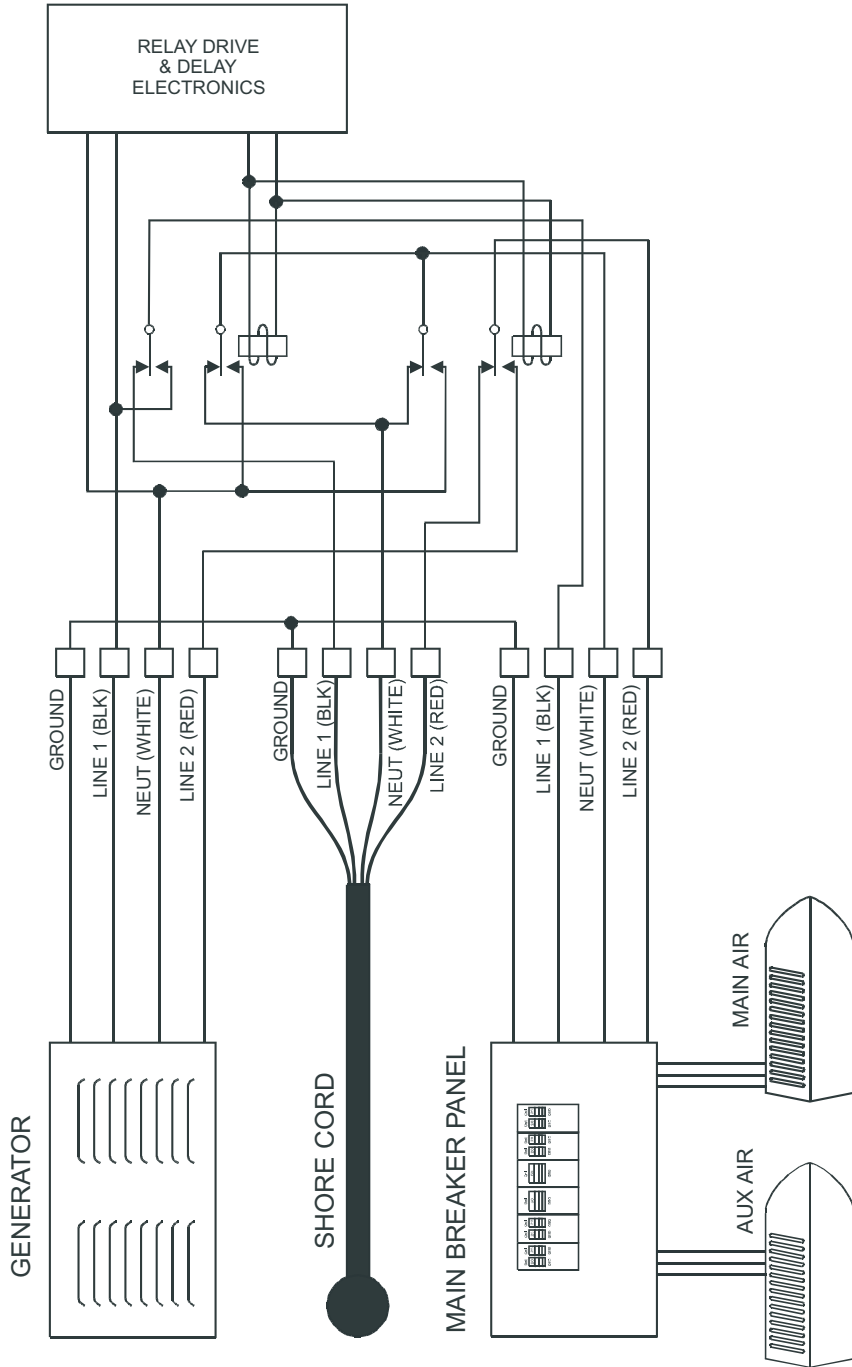 RELAY DRIVE
& DELAY
ELECTRONICS
GROUND
LINE 1 (BLK)
NEUT (WHITE)
LINE 2 (RED)
GROUND
LINE 1 (BLK)
NEUT (WHITE)
LINE 2 (RED)
GROUND
LINE 1 (BLK)
NEUT (WHITE)
LINE 2 (RED)
GENERATOR
SHORE CORD
MAIN BREAKER PANEL
MAIN AIR
AUX AIR